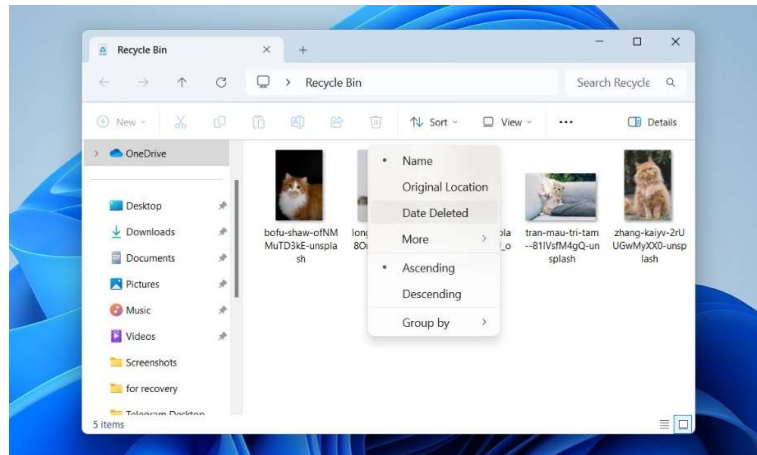 Recycle Bin
Recycle Bin
Search Recycle
New
Sort
View
Details
OneDrive
Desktop
Downloads
Documents
Pictures
Music
Videos
Screenshots
for recovery
Telegram Desktop
Name
Original Location
Date Deleted
More
Ascending
Descending
Group by
bofu-shaw-ofNM
MuTD3kE-unspla
sh
tran-mau-tri-tam
--81IVsfM4gQ-un
splash
zhang-kaiyv-2rU
UGwMyXX0-unsp
lash
5 items